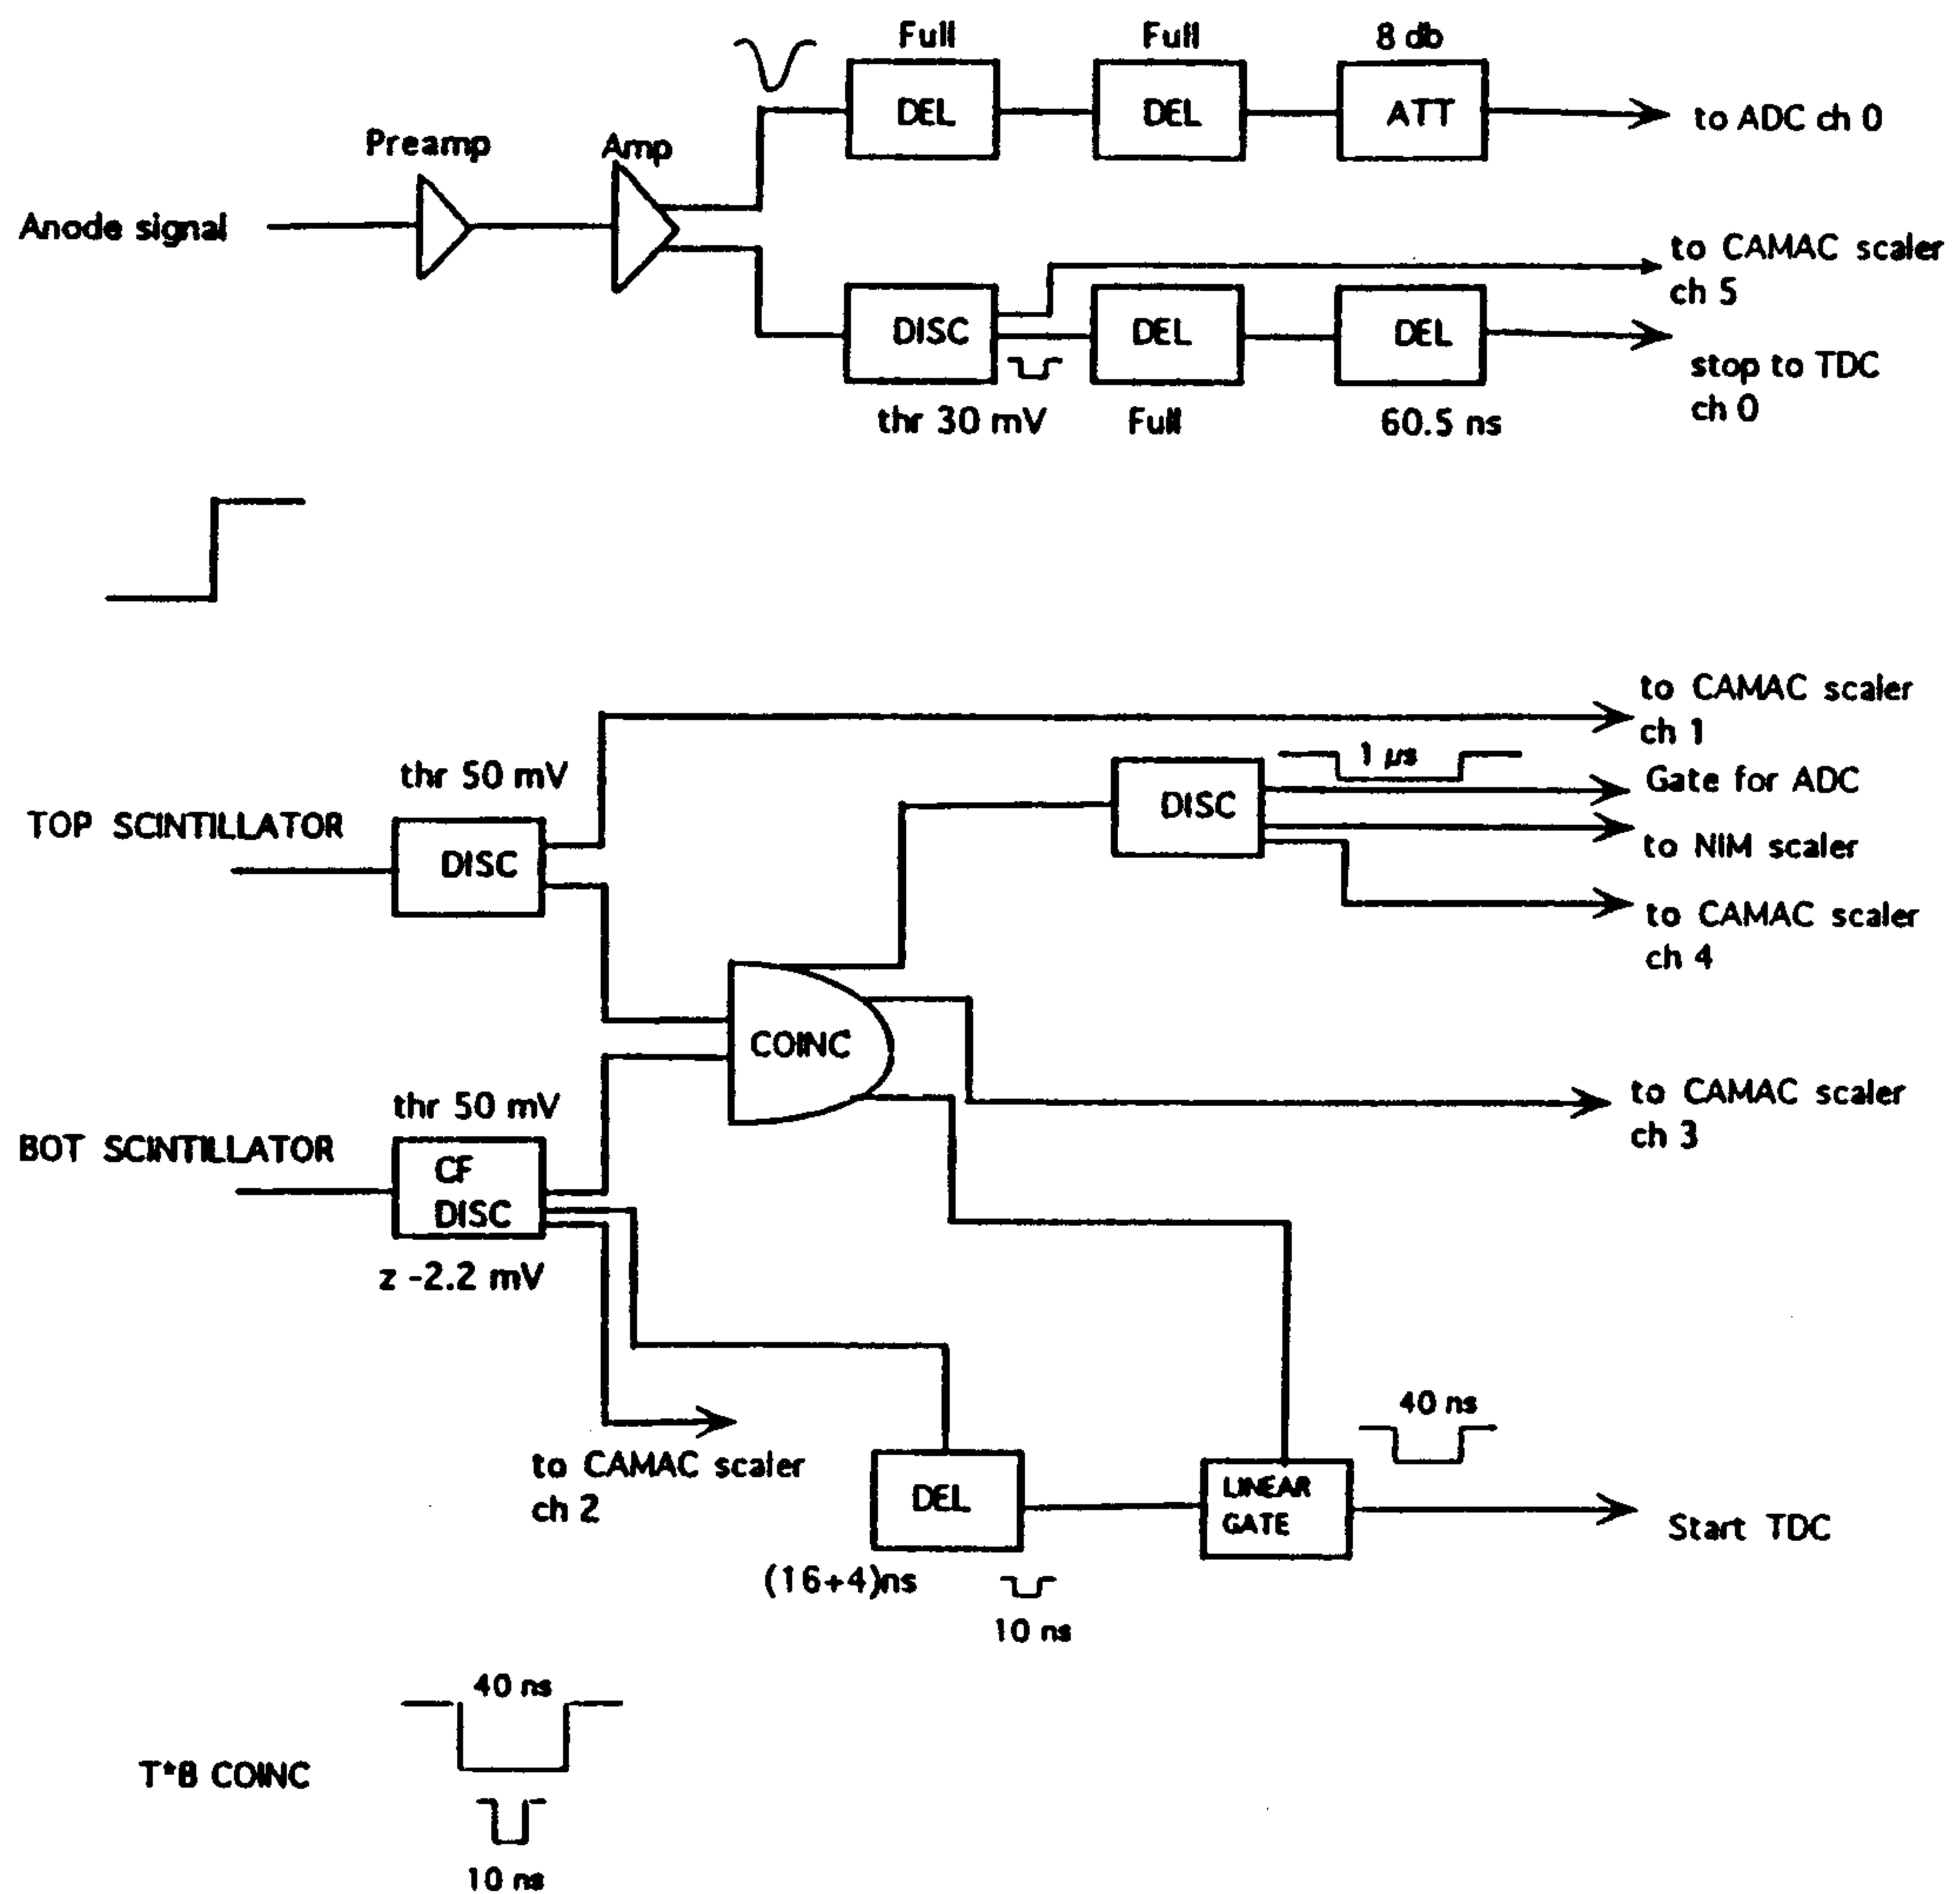 Full
Full
8 db
DEL
DEL
ATT
to ADC ch 0
Preamp
Amp
Anode signal
to CAMAC scaler
ch 5
DISC
DEL
DEL
stop to TDC
ch 0
thr 30 mV
Full
60.5 ns
to CAMAC scaler
ch 1
thr 50 mV
1 µs
Gate for ADC
TOP SCINTILLATOR
DISC
DISC
to NIM scaler
to CAMAC scaler
ch 4
COINC
thr 50 mV
to CAMAC scaler
ch 3
BOT SCINTILLATOR
CF
DISC
z -2.2 mV
40 ns
to CAMAC scaler
ch 2
DEL
LINEAR
GATE
Start TDC
(16+4)ns
10 ns
40 ns
T*B COINC
10 ns